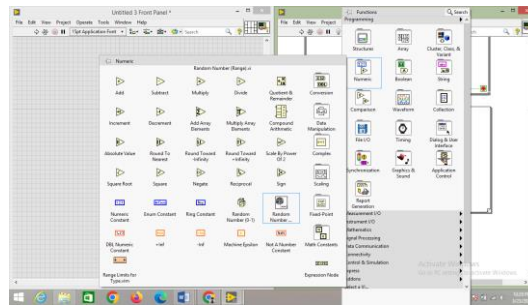 Untitled 3 Front Panel *
File Edit View Project Operate Tools Window Help
15pt Application Font
Search
File Edit View Project
Functions
Search
Programming
Structures
Array
Cluster, Class, & Variant
Numeric
Boolean
String
Comparison
Waveform
Collection
File I/O
Timing
Dialog & User Interface
Synchronization
Graphics & Sound
Application Control
Report Generation
Measurement I/O
Instrument I/O
Mathematics
Signal Processing
Data Communication
Connectivity
Control & Simulation
Express
Addons
Select a VI...
Numeric
Random Number (Range).vi
Add
Subtract
Multiply
Divide
Quotient & Remainder
Conversion
Increment
Decrement
Add Array Elements
Multiply Array Elements
Compound Arithmetic
Data Manipulation
Absolute Value
Round To Nearest
Round Toward -Infinity
Round Toward +Infinity
Scale By Power Of 2
Complex
Square Root
Square
Negate
Reciprocal
Sign
Scaling
Numeric Constant
Enum Constant
Ring Constant
Random Number (0-1)
Random Number ...
Fixed-Point
DBL Numeric Constant
+Inf
-Inf
Machine Epsilon
Not A Number Constant
Math Constants
Range Limits for Type.vim
Expression Node
Activate Windows